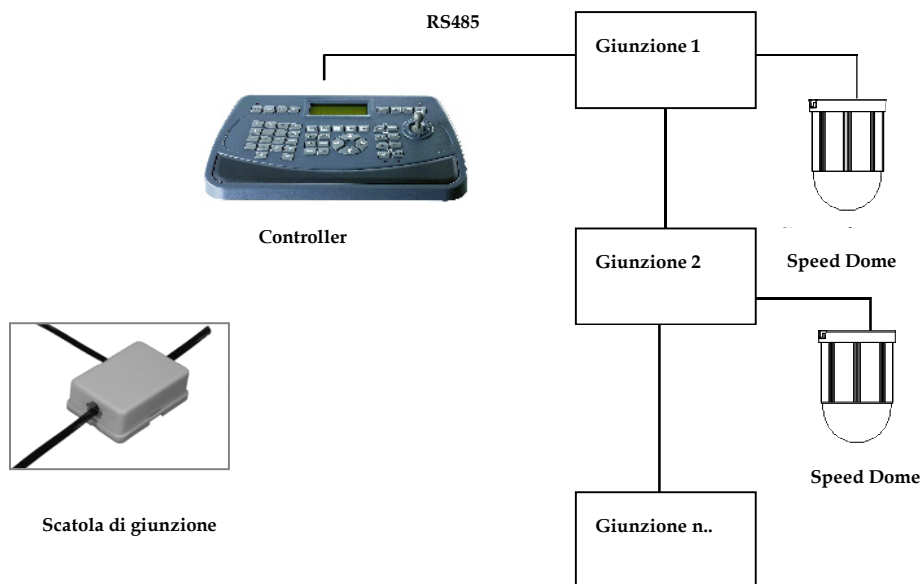 RS485
Giunzione 1
Controller
Giunzione 2
Speed Dome
Speed Dome
Scatola di giunzione
Giunzione n..